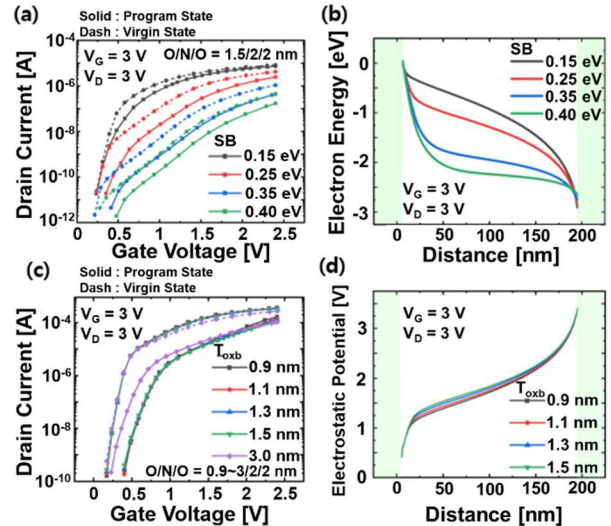 Solid : Program State
Dash : Virgin State
(a)
V_G = 3 V
V_D = 3 V
O/N/O = 1.5/2/2 nm
SB
0.15 eV
0.25 eV
0.35 eV
0.40 eV
Drain Current [A]
10^-4
10^-6
10^-8
10^-10
10^-12
0.0 0.5 1.0 1.5 2.0 2.5
Gate Voltage [V]
(b)
SB
0.15 eV
0.25 eV
0.35 eV
0.40 eV
V_G = 3 V
V_D = 3 V
Electron Energy [eV]
0
-1
-2
-3
0 50 100 150 200
Distance [nm]
Solid : Program State
Dash : Virgin State
(c)
V_G = 3 V
V_D = 3 V
T_oxb
0.9 nm
1.1 nm
1.3 nm
1.5 nm
3.0 nm
O/N/O = 0.9~3/2/2 nm
Drain Current [A]
10^-4
10^-6
10^-8
10^-10
0.0 0.5 1.0 1.5 2.0 2.5
Gate Voltage [V]
(d)
V_G = 3 V
V_D = 3 V
T_oxb
0.9 nm
1.1 nm
1.3 nm
1.5 nm
Electrostatic Potential [V]
3
2
1
0
0 50 100 150 200
Distance [nm]